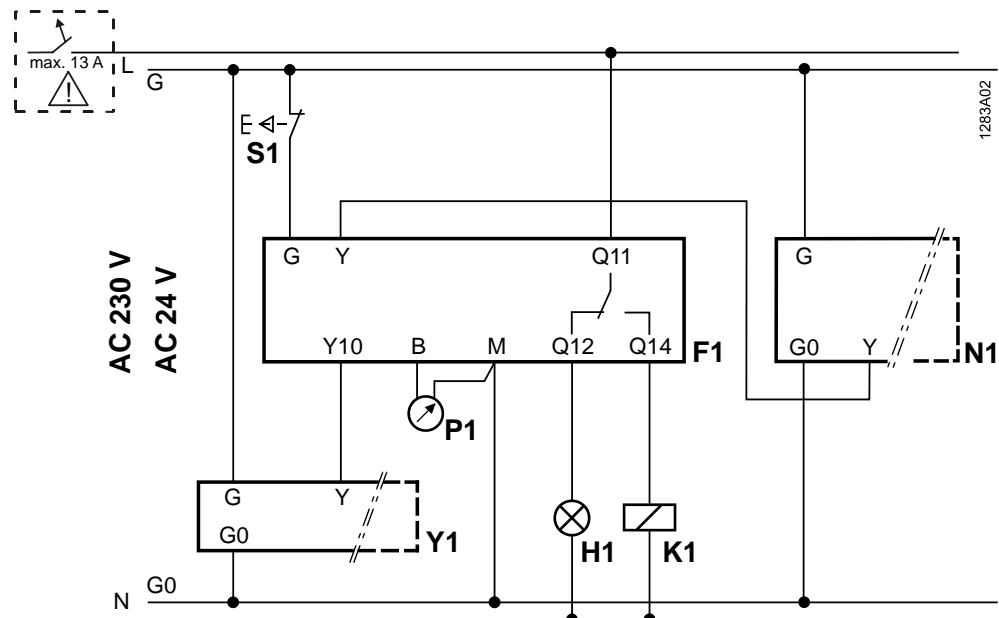 max. 13 A
L
G
1283A02
S1
AC 230 V
AC 24 V
G Y Q11
G
Y10 B M Q12 Q14
F1
G0 Y
N1
P1
G Y
G0
Y1
H1
K1
N
G0